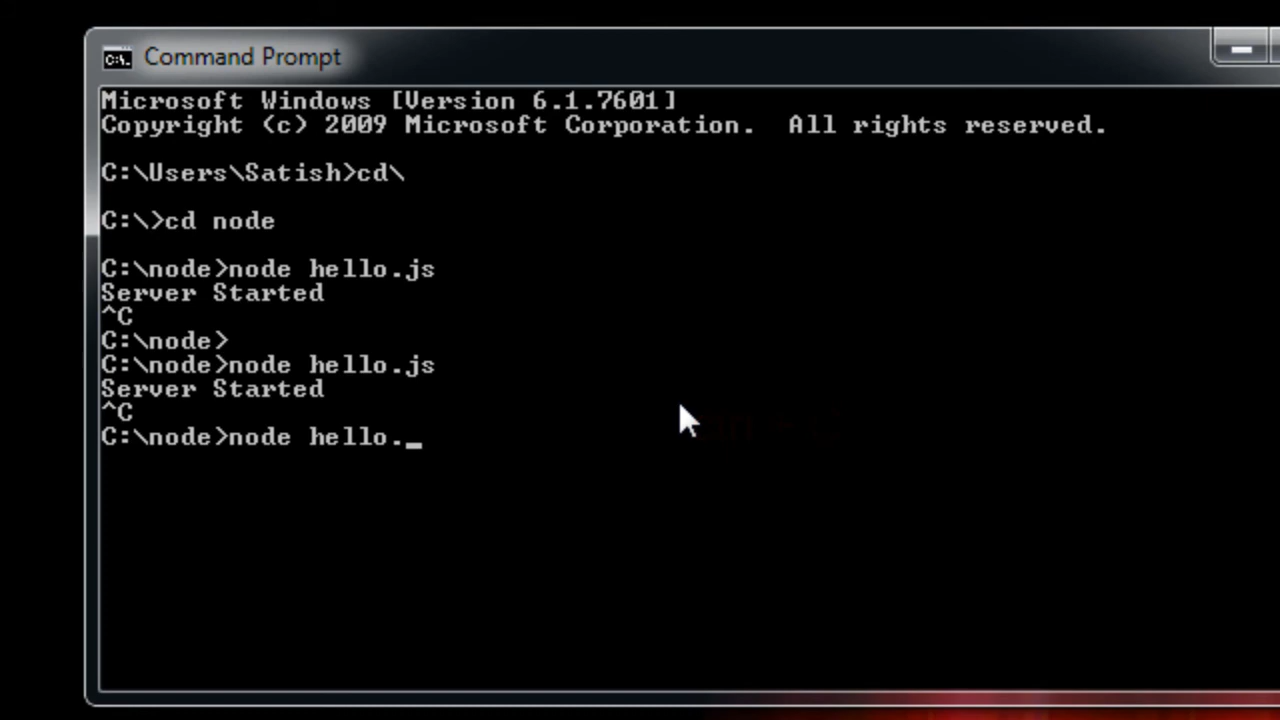 Command Prompt
Microsoft Windows [Version 6.1.7601]
Copyright (c) 2009 Microsoft Corporation.  All rights reserved.
C:\Users\Satish>cd\
C:\>cd node
C:\node>node hello.js
Server Started
^C
C:\node>
C:\node>node hello.js
Server Started
^C
C:\node>node hello._